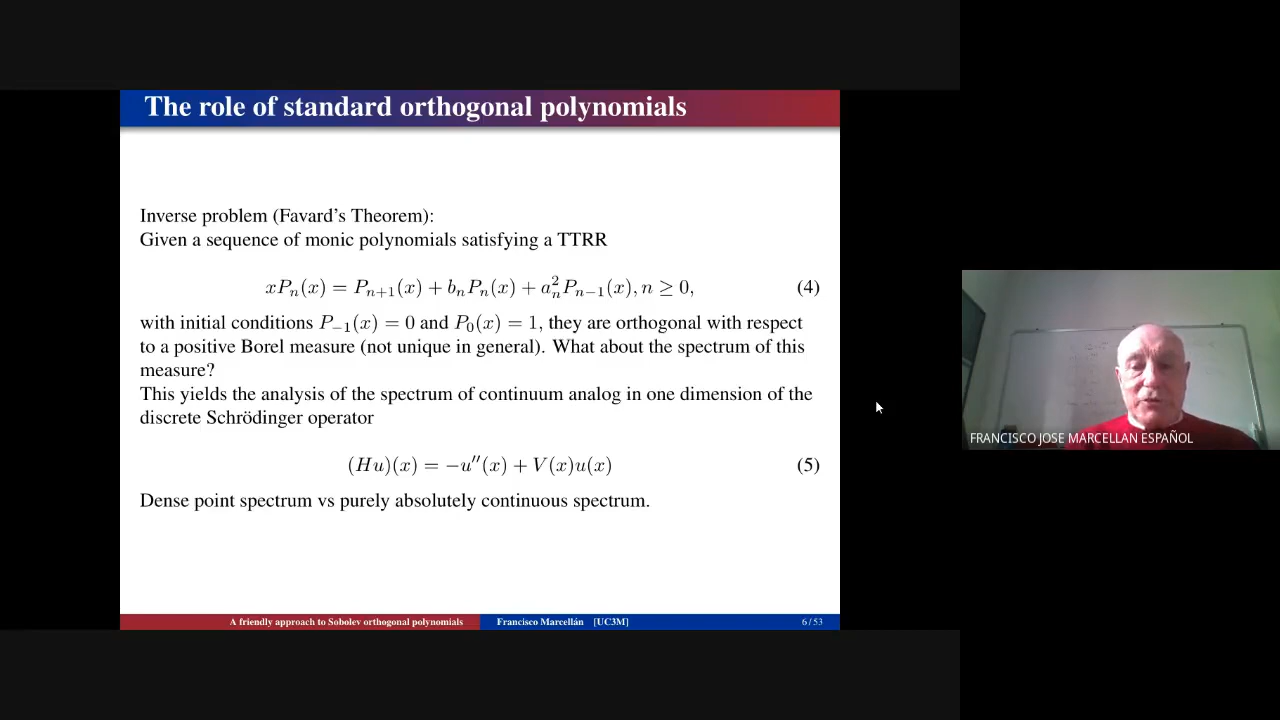 The role of standard orthogonal polynomials
Inverse problem (Favard's Theorem):
Given a sequence of monic polynomials satisfying a TTRR
xP_n(x) = P_{n+1}(x) + b_n P_n(x) + a_n^2 P_{n−1}(x), n ≥ 0, (4)
with initial conditions P_{−1}(x) = 0 and P_0(x) = 1, they are orthogonal with respect
to a positive Borel measure (not unique in general). What about the spectrum of this
measure?
This yields the analysis of the spectrum of continuum analog in one dimension of the
discrete Schrödinger operator
(Hu)(x) = −u′′(x) + V(x)u(x) (5)
Dense point spectrum vs purely absolutely continuous spectrum.
A friendly approach to Sobolev orthogonal polynomials Francisco Marcellán [UC3M] 6 / 53
FRANCISCO JOSE MARCELLAN ESPAÑOL